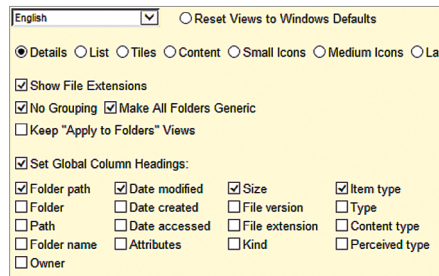 English Reset Views to Windows Defaults
Details List Tiles Content Small Icons Medium Icons La
Show File Extensions
No Grouping Make All Folders Generic
Keep "Apply to Folders" Views
Set Global Column Headings:
Folder path Date modified Size Item type
Folder Date created File version Type
Path Date accessed File extension Content type
Folder name Attributes Kind Perceived type
Owner